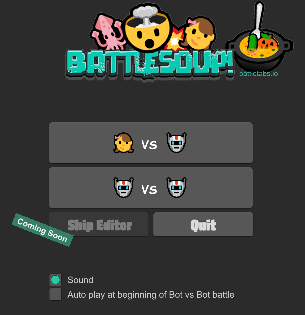 BATTLESOUP!
battlelabs.io
vs
vs
Coming Soon
Ship Editor
Quit
Sound
Auto play at beginning of Bot vs Bot battle